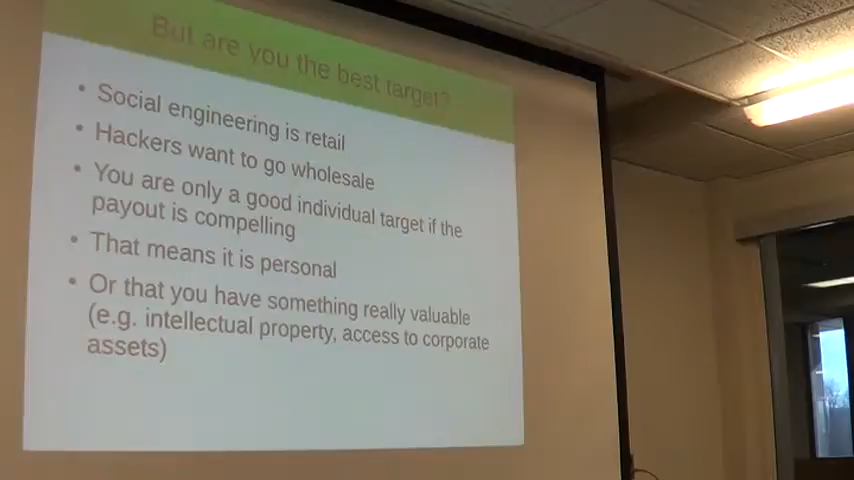 But are you the best target?
• Social engineering is retail
• Hackers want to go wholesale
• You are only a good individual target if the
payout is compelling
• That means it is personal
• Or that you have something really valuable
(e.g. intellectual property, access to corporate
assets)